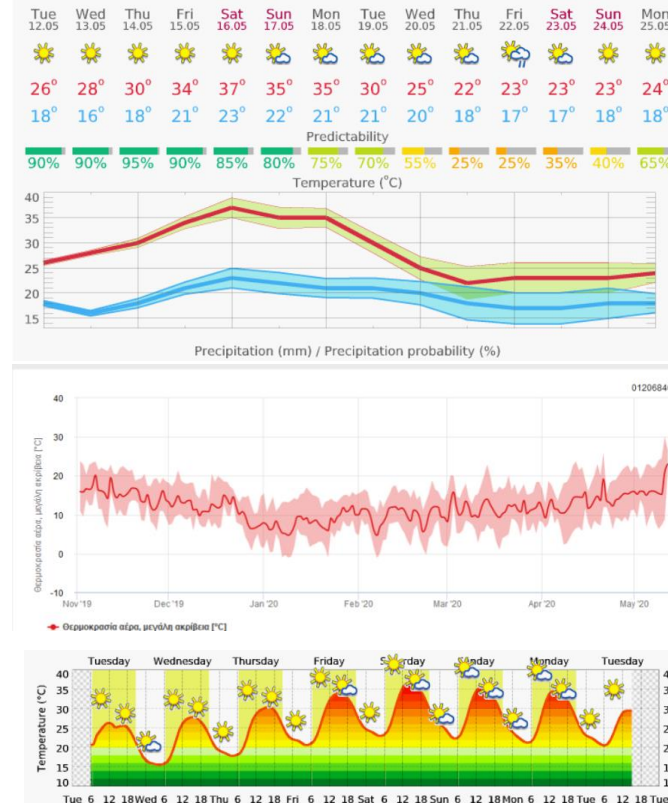 Tue Wed Thu Fri Sat Sun Mon Tue Wed Thu Fri Sat Sun Mon
12.05 13.05 14.05 15.05 16.05 17.05 18.05 19.05 20.05 21.05 22.05 23.05 24.05 25.05
26° 28° 30° 34° 37° 35° 35° 30° 25° 22° 23° 23° 23° 24°
18° 16° 18° 21° 23° 22° 21° 21° 20° 18° 17° 17° 18° 18°
Predictability
90% 90% 95% 90% 85% 80% 75% 70% 55% 25% 25% 35% 40% 65%
Temperature (°C)
40
35
30
25
20
15
Precipitation (mm) / Precipitation probability (%)
0120684
40
30
20
10
0
-10
Θερμοκρασία αέρα, μεγάλη ακρίβεια [°C]
Nov'19 Dec'19 Jan'20 Feb'20 Mar'20 Apr'20 May'20
Θερμοκρασία αέρα, μεγάλη ακρίβεια [°C]
Tuesday Wednesday Thursday Friday Monday Tuesday
Temperature (°C)
40
35
30
25
20
15
10
Tue 6 12 18 Wed 6 12 18 Thu 6 12 18 Fri 6 12 18 Sat 6 12 18 Sun 6 12 18 Mon 6 12 18 Tue 6 12 18